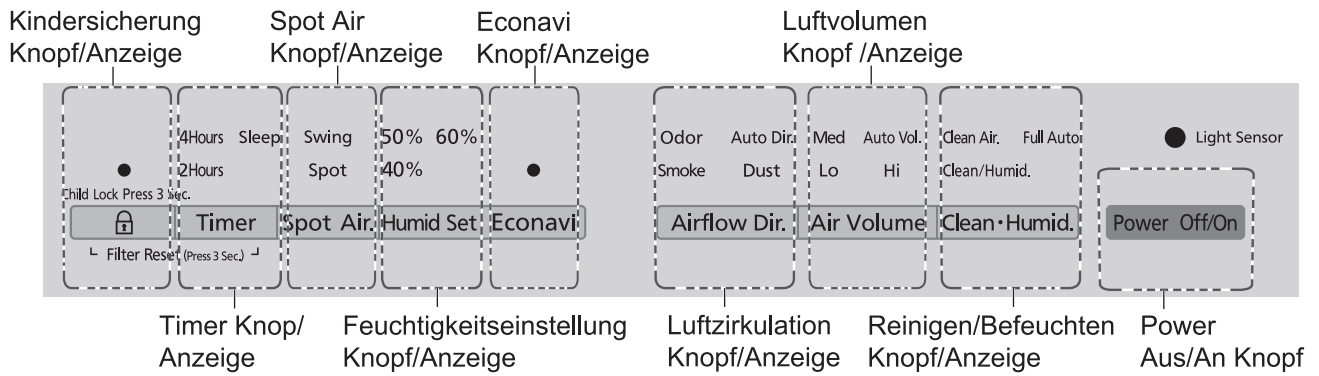 Kindersicherung
Knopf/Anzeige
Spot Air
Knopf/Anzeige
Econavi
Knopf/Anzeige
Luftvolumen
Knopf /Anzeige
4Hours Sleep Swing 50% 60% Odor Auto Dir. Med Auto Vol. Clean Air. Full Auto Light Sensor
2Hours Spot 40% Smoke Dust Lo Hi Clean/Humid.
Child Lock Press 3 Sec.
Timer Spot Air. Humid Set Econavi Airflow Dir. Air Volume Clean·Humid. Power Off/On
Filter Reset (Press 3 Sec.)
Timer Knop/
Anzeige
Feuchtigkeitseinstellung
Knopf/Anzeige
Luftzirkulation
Knopf/Anzeige
Reinigen/Befeuchten
Knopf/Anzeige
Power
Aus/An Knopf